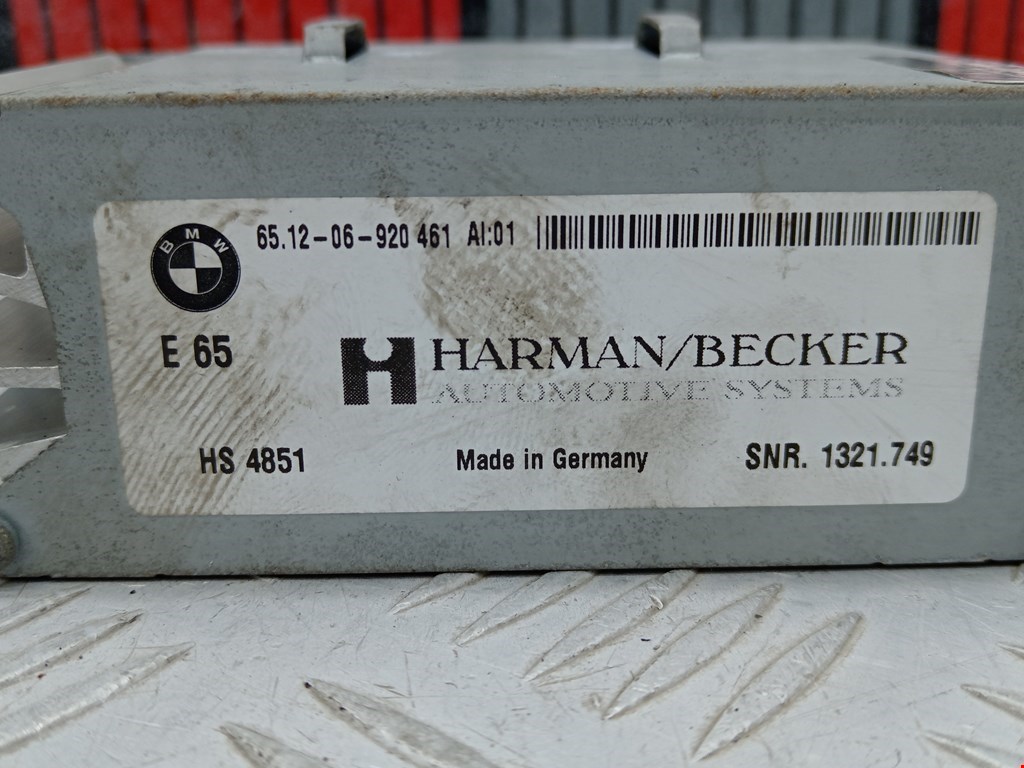 BMW
65.12-06-920 461 AI:01
E 65
HARMAN/BECKER
AUTOMOTIVE SYSTEMS
HS 4851 Made in Germany SNR. 1321.749